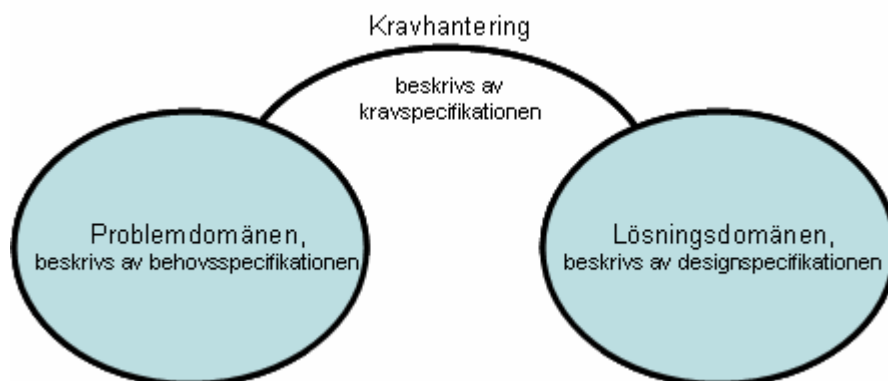 Kravhantering
beskrivs av
kravspecifikationen
Problemdomänen,
beskrivs av behovsspecifikationen
Lösningsdomänen,
beskrivs av designspecifikationen